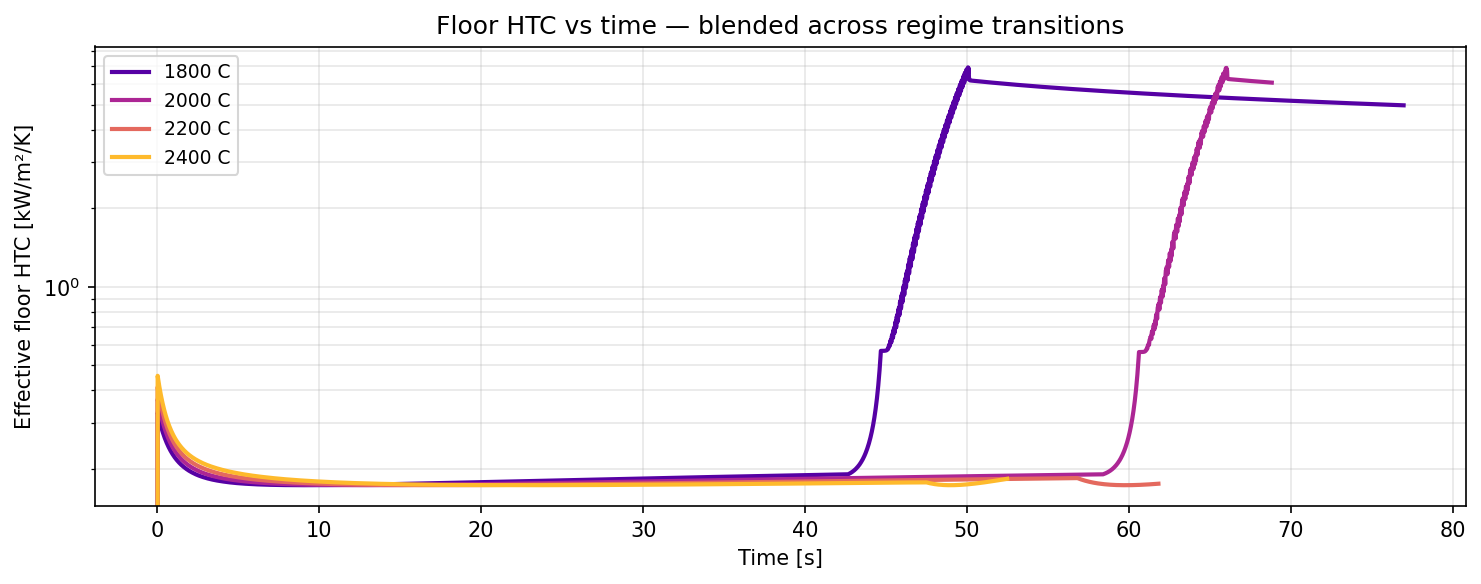 Floor HTC vs time — blended across regime transitions
1800 C
2000 C
2200 C
2400 C
Effective floor HTC [kW/m²/K]
10⁰
0 10 20 30 40 50 60 70 80
Time [s]